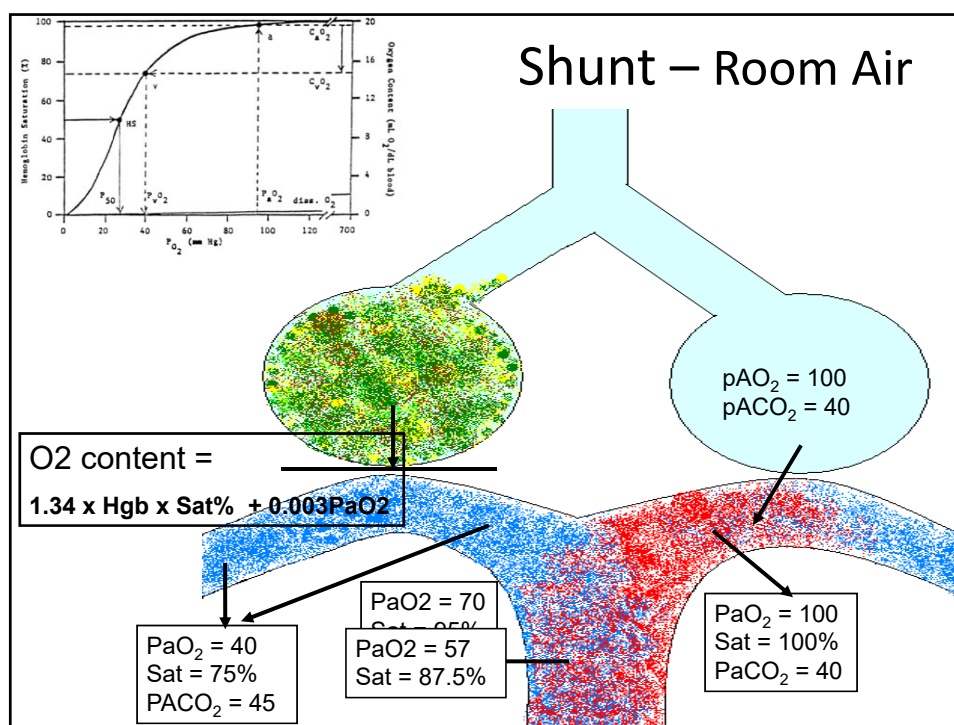 Shunt – Room Air
100
80
60
40
20
0
Hemoglobin Saturation (%)
20
16
12
8
4
0
Oxygen Content (mL O2/dL blood)
a
CaO2
v
CvO2
HS
P50
PvO2
PaO2
diss. O2
0 20 40 60 80 100 700
PO2 (mm Hg)
pAO2 = 100
pACO2 = 40
O2 content =
1.34 x Hgb x Sat% + 0.003PaO2
PaO2 = 40
Sat = 75%
PACO2 = 45
PaO2 = 70
Sat = 95%
PaO2 = 57
Sat = 87.5%
PaO2 = 100
Sat = 100%
PaCO2 = 40